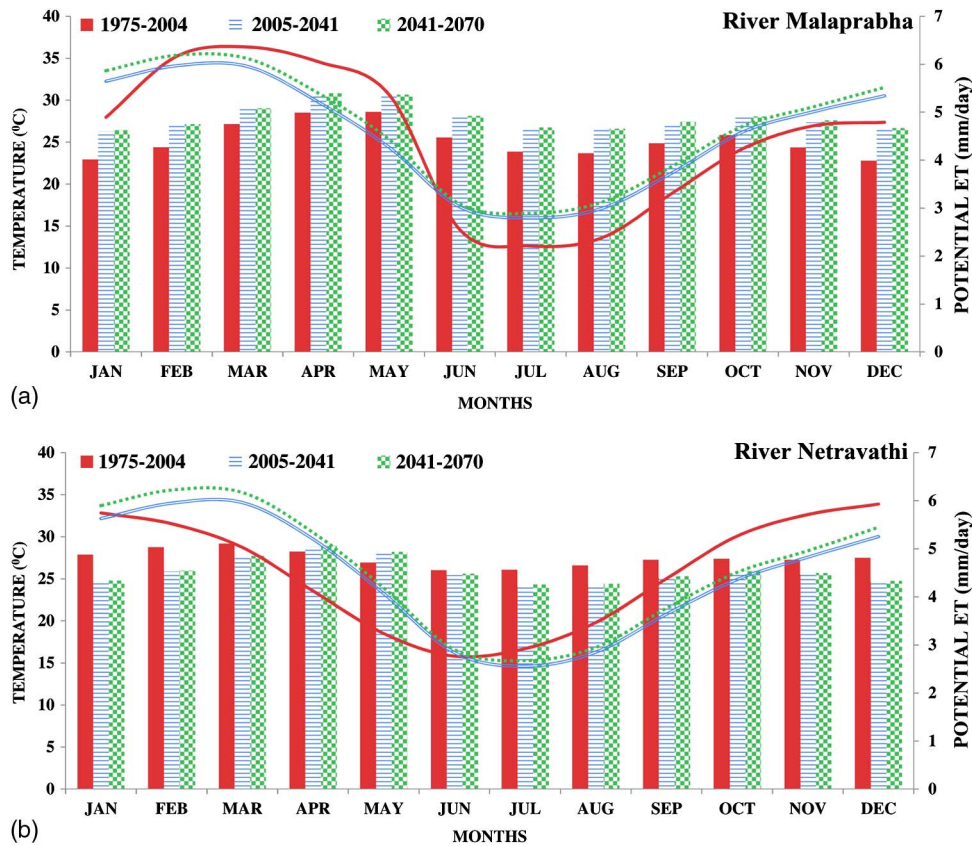 1975-2004 2005-2041 2041-2070 River Malaprabha
40 7
35 6
30 5
25 4
20
15 3
10 2
5 1
0 0
TEMPERATURE (⁰C)
POTENTIAL ET (mm/day)
JAN FEB MAR APR MAY JUN JUL AUG SEP OCT NOV DEC
(a)
MONTHS
1975-2004 2005-2041 2041-2070 River Netravathi
40 7
35 6
30 5
25 4
20
15 3
10 2
5 1
0 0
TEMPERATURE (⁰C)
POTENTIAL ET (mm/day)
JAN FEB MAR APR MAY JUN JUL AUG SEP OCT NOV DEC
(b)
MONTHS